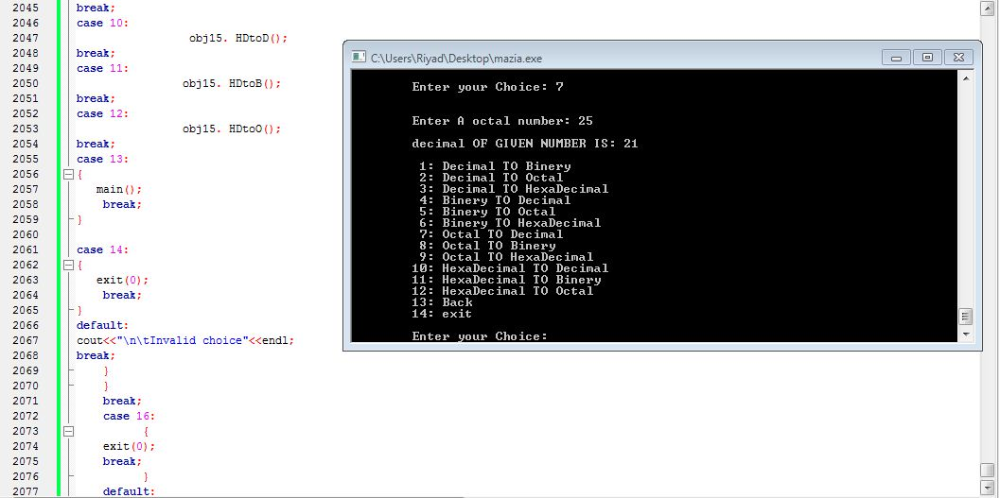 2045 break;
2046 case 10:
2047 obj15. HDtoD();
2048 break;
2049 case 11:
2050 obj15. HDtoB();
2051 break;
2052 case 12:
2053 obj15. HDtoO();
2054 break;
2055 case 13:
2056 {
2057 main();
2058 break;
2059 }
2060
2061 case 14:
2062 {
2063 exit(0);
2064 break;
2065 }
2066 default:
2067 cout<<"\n\tInvalid choice"<<endl;
2068 break;
2069 }
2070 }
2071 break;
2072 case 16:
2073 {
2074 exit(0);
2075 break;
2076 }
2077 default:
C:\Users\Riyad\Desktop\mazia.exe
Enter your Choice: 7
Enter A octal number: 25
decimal OF GIVEN NUMBER IS: 21
1: Decimal TO Binary
2: Decimal TO Octal
3: Decimal TO HexaDecimal
4: Binary TO Decimal
5: Binary TO Octal
6: Binary TO HexaDecimal
7: Octal TO Decimal
8: Octal TO Binary
9: Octal TO HexaDecimal
10: HexaDecimal TO Decimal
11: HexaDecimal TO Binary
12: HexaDecimal TO Octal
13: Back
14: exit
Enter your Choice: